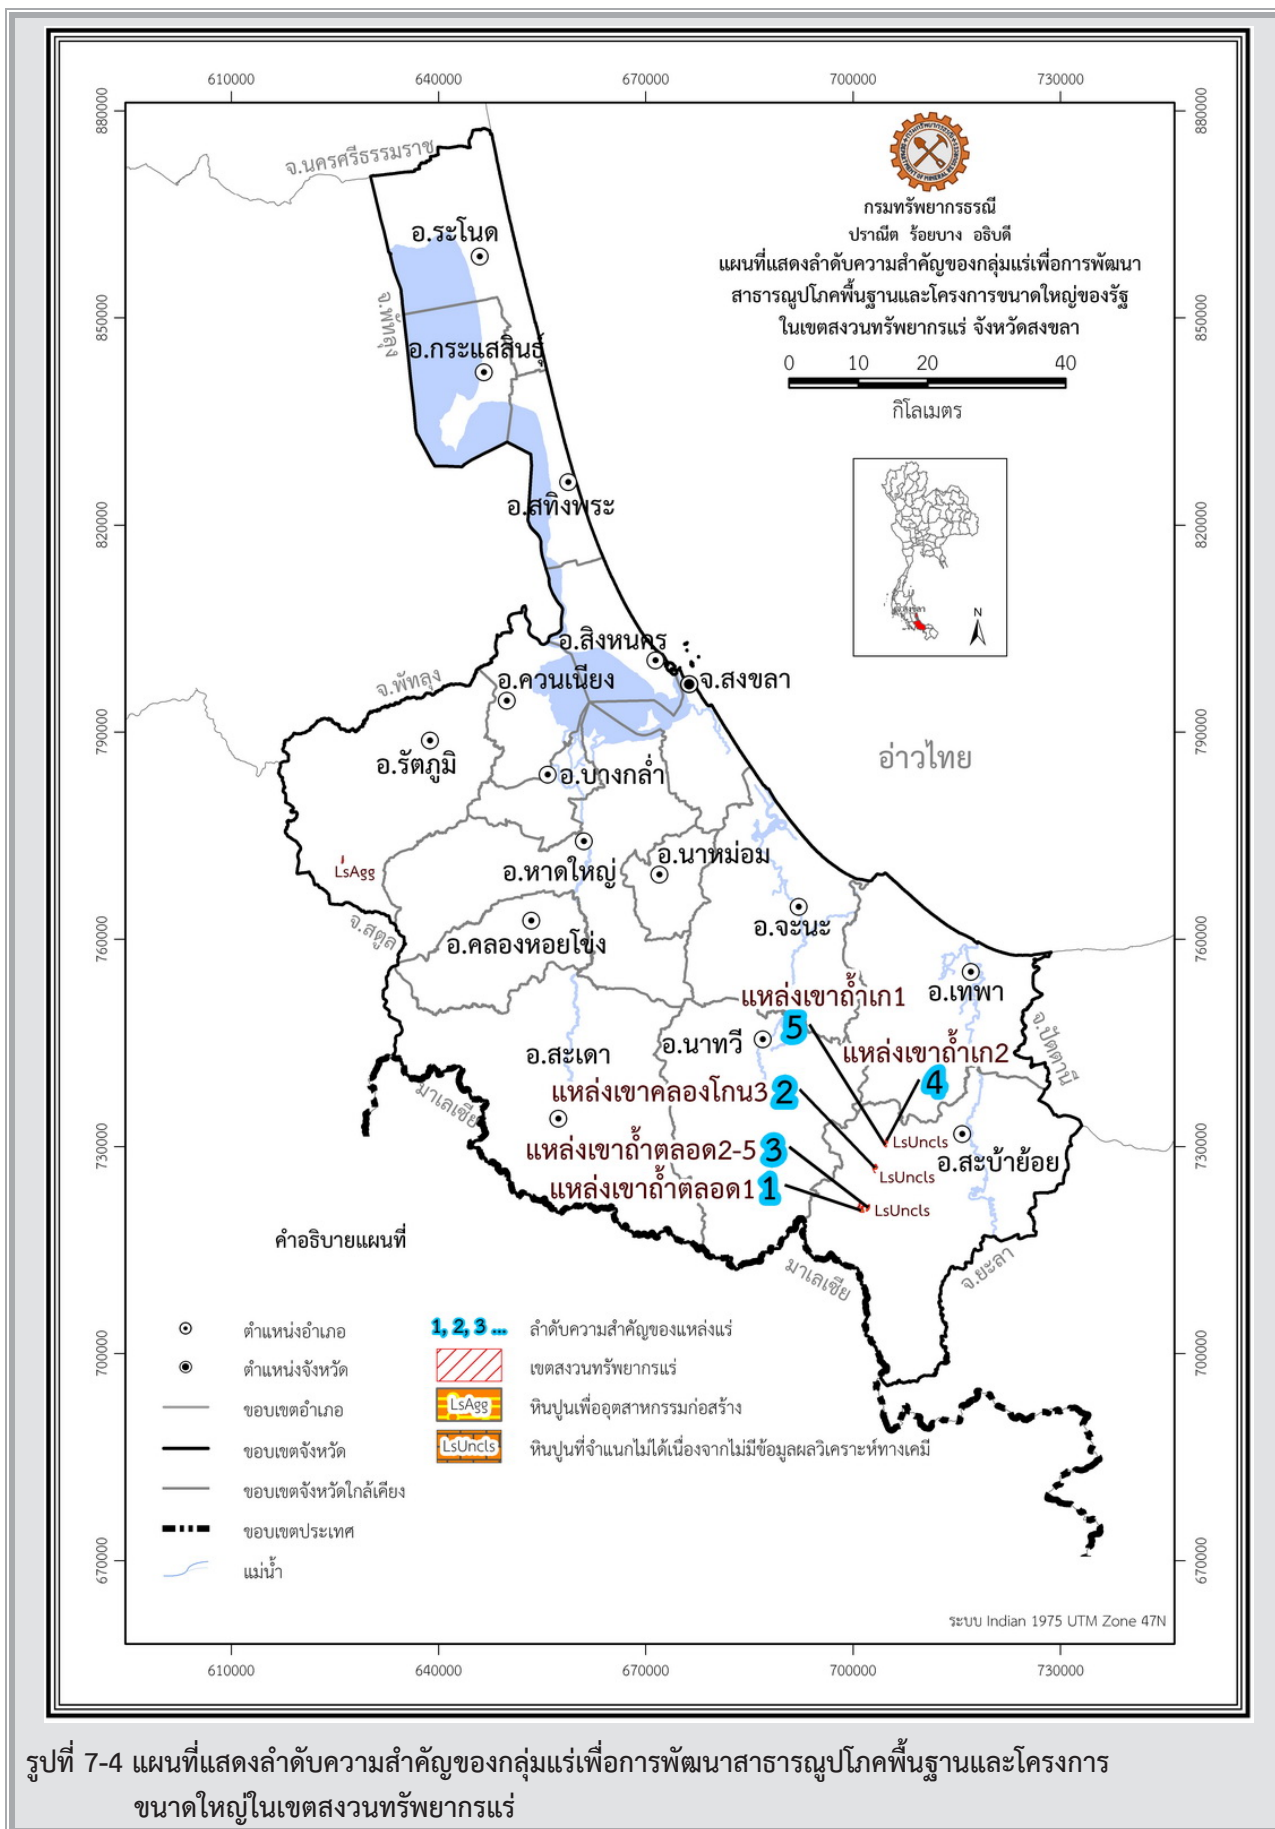 610000 640000 670000 700000 730000
880000 880000
850000 850000
820000 820000
790000 790000
760000 760000
730000 730000
700000 700000
670000 670000
กรมทรัพยากรธรณี
DEPARTMENT OF MINERAL RESOURCES
กรมทรัพยากรธรณี
ปราณีต ร้อยบาง อธิบดี
แผนที่แสดงลำดับความสำคัญของกลุ่มแร่เพื่อการพัฒนา
สาธารณูปโภคพื้นฐานและโครงการขนาดใหญ่ของรัฐ
ในเขตสงวนทรัพยากรแร่ จังหวัดสงขลา
0 10 20 40
กิโลเมตร
จ.สงขลา
N
จ.นครศรีธรรมราช
อ.ระโนด
จ.พัทลุง
อ.กระแสสินธุ์
อ.สทิงพระ
อ.สิงหนคร
จ.พัทลุง
อ.ควนเนียง
จ.สงขลา
อ.รัตภูมิ
อ.บางกล่ำ
อ่าวไทย
LsAgg
อ.หาดใหญ่
อ.นาหม่อม
จ.สตูล
อ.คลองหอยโข่ง
อ.จะนะ
แหล่งเขาถ้ำเก1
5
อ.เทพา
อ.สะเดา
อ.นาทวี
จ.ปัตตานี
แหล่งเขาถ้ำเก2
4
มาเลเซีย
แหล่งเขาคลองโกน3 2
แหล่งเขาถ้ำตลอด2-5 3
LsUncls
อ.สะบ้าย้อย
LsUncls
แหล่งเขาถ้ำตลอด1 1
LsUncls
มาเลเซีย
จ.ยะลา
คำอธิบายแผนที่
ตำแหน่งอำเภอ
ตำแหน่งจังหวัด
ขอบเขตอำเภอ
ขอบเขตจังหวัด
ขอบเขตจังหวัดใกล้เคียง
ขอบเขตประเทศ
แม่น้ำ
1, 2, 3 ... ลำดับความสำคัญของแหล่งแร่
เขตสงวนทรัพยากรแร่
LsAgg หินปูนเพื่ออุตสาหกรรมก่อสร้าง
LsUncls หินปูนที่จำแนกไม่ได้เนื่องจากไม่มีข้อมูลผลวิเคราะห์ทางเคมี
ระบบ Indian 1975 UTM Zone 47N
610000 640000 670000 700000 730000
รูปที่ 7-4 แผนที่แสดงลำดับความสำคัญของกลุ่มแร่เพื่อการพัฒนาสาธารณูปโภคพื้นฐานและโครงการ
ขนาดใหญ่ในเขตสงวนทรัพยากรแร่